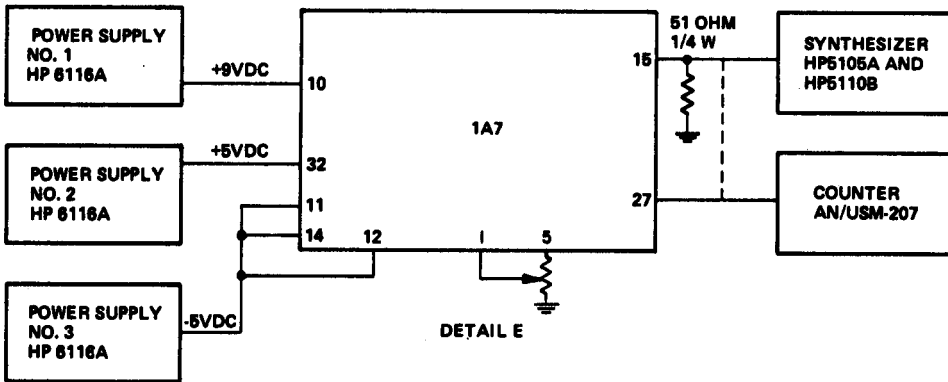 POWER SUPPLY
NO. 1
HP 6116A
+9VDC
10
POWER SUPPLY
NO. 2
HP 6116A
+5VDC
32
11
14
12
POWER SUPPLY
NO. 3
HP 6116A
-5VDC
1A7
I
5
15
27
51 OHM
1/4 W
SYNTHESIZER
HP5105A AND
HP5110B
COUNTER
AN/USM-207
DETAIL E